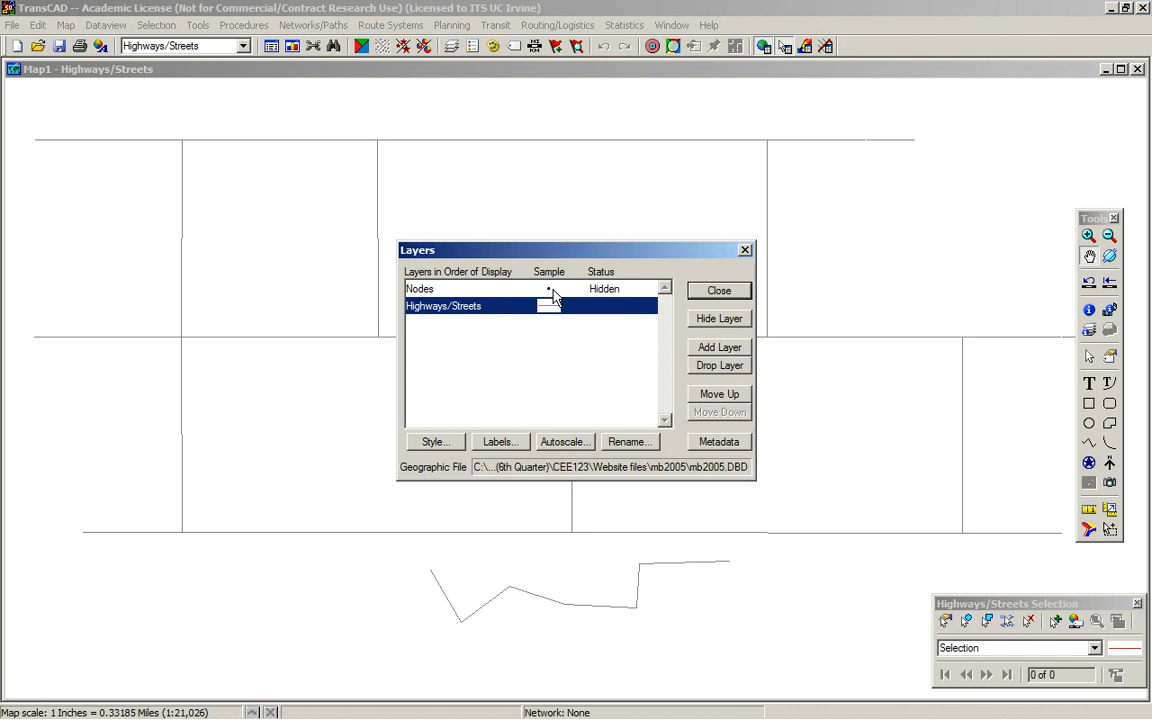 TransCAD -- Academic License (Not for Commercial/Contract Research Use) (Licensed to ITS UC Irvine)
File Edit Map Dataview Selection Tools Procedures Networks/Paths Route Systems Planning Transit Routing/Logistics Statistics Window Help
Highways/Streets
Map1 - Highways/Streets
Layers
Layers in Order of Display Sample Status
Nodes Hidden
Highways/Streets
Close
Hide Layer
Add Layer
Drop Layer
Move Up
Move Down
Style... Labels... Autoscale... Rename... Metadata
Geographic File C:\...(6th Quarter)\CEE123\Website files\mb2005\mb2005.DBD
Tools
Highways/Streets Selection
Selection
0 of 0
Map scale: 1 Inches = 0.33185 Miles (1:21,026) Network: None